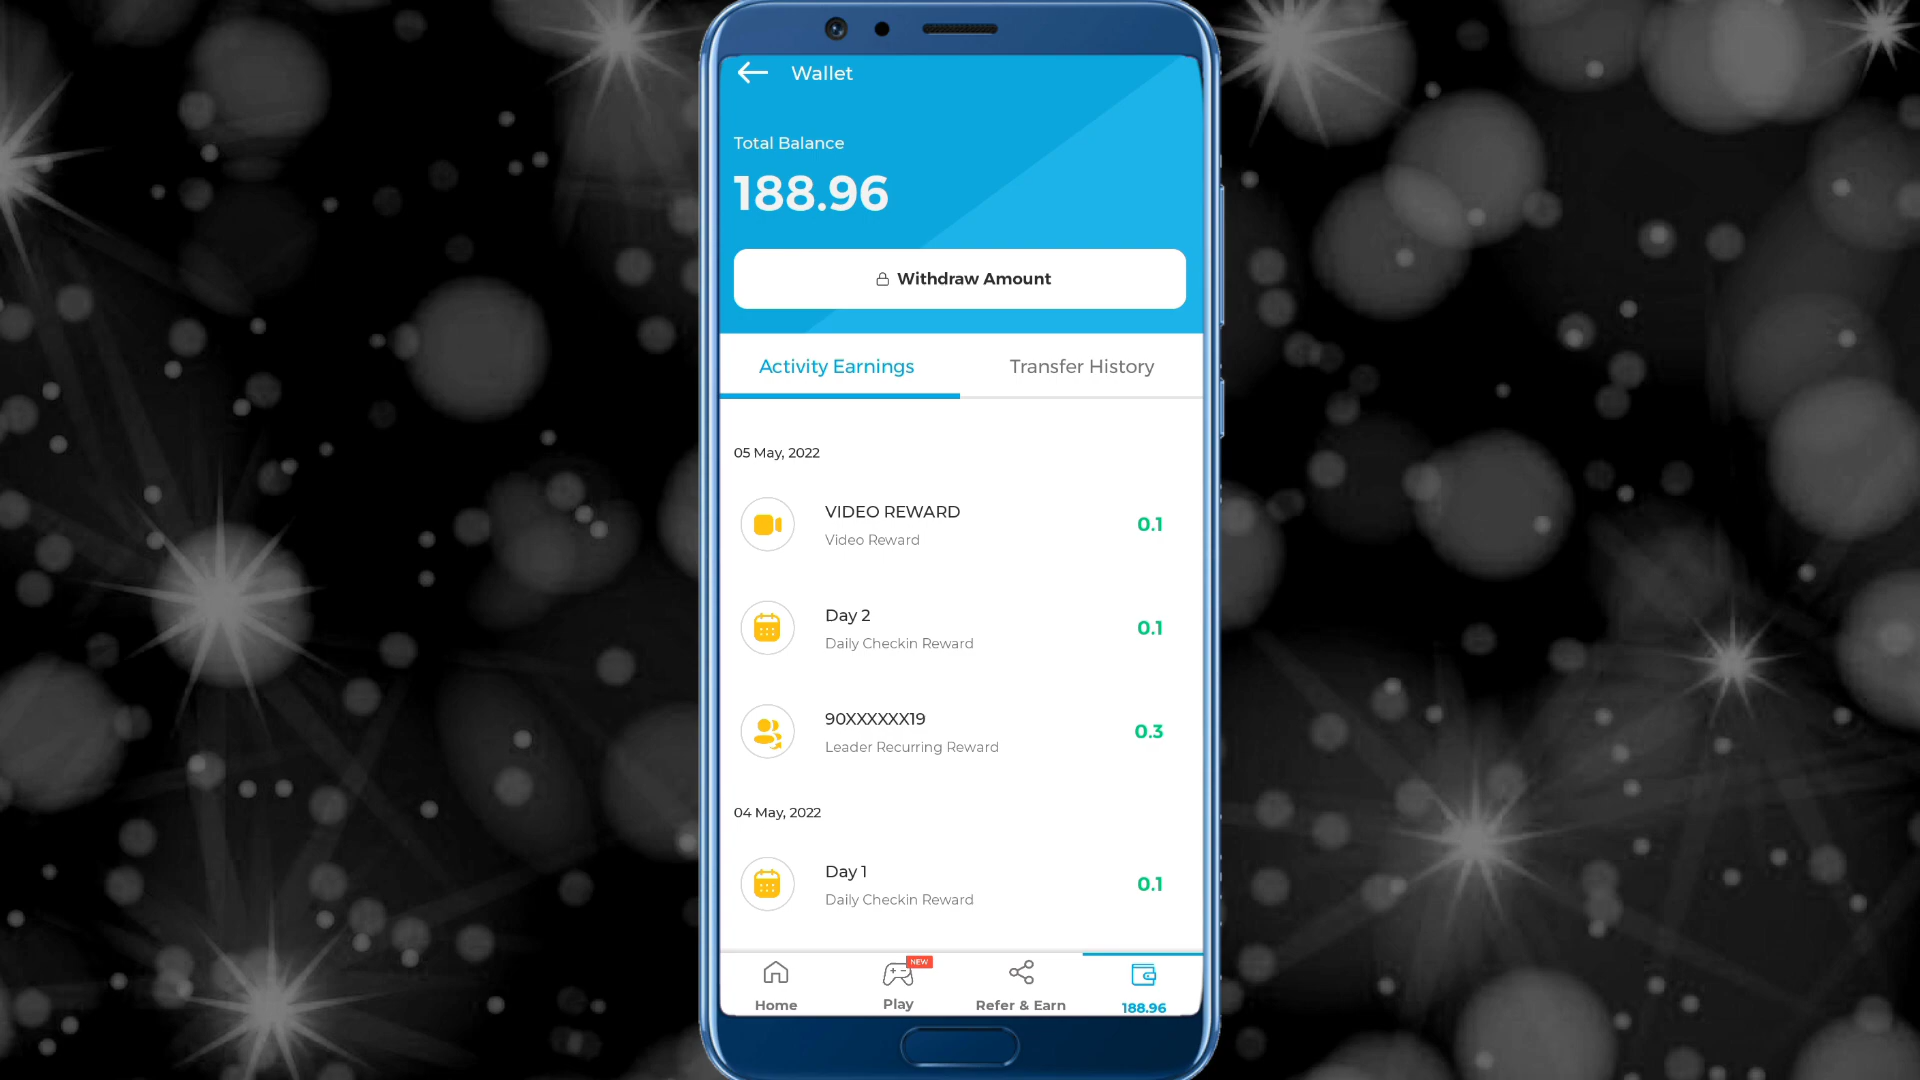 Wallet
Total Balance
188.96
Withdraw Amount
Activity Earnings
Transfer History
05 May, 2022
VIDEO REWARD
Video Reward
0.1
Day 2
Daily Checkin Reward
0.1
90XXXXXX19
Leader Recurring Reward
0.3
04 May, 2022
Day 1
Daily Checkin Reward
0.1
NEW
Home
Play
Refer & Earn
188.96